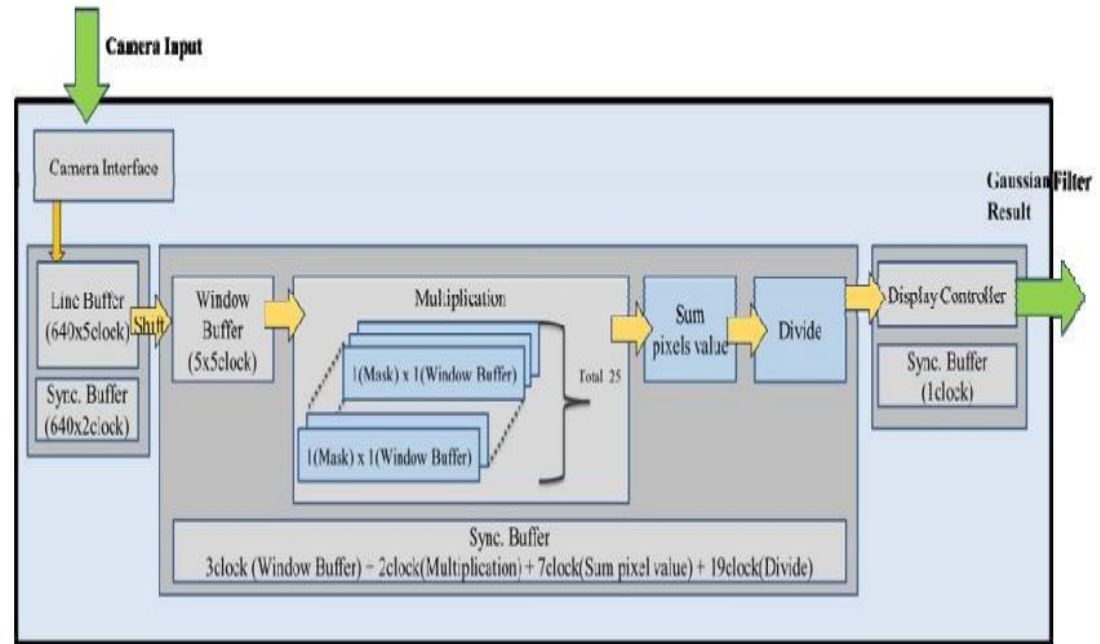 Camera Input
Camera Interface
Gaussian Filter
Result
Line Buffer
(640x5clock)
Shift
Sync. Buffer
(640x2clock)
Window
Buffer
(5x5clock)
Multiplication
1(Mask) x 1(Window Buffer)
1(Mask) x 1(Window Buffer)
Total 25
Sum
pixels value
Divide
Display Controller
Sync. Buffer
(1clock)
Sync. Buffer
3clock (Window Buffer) + 2clock(Multiplication) + 7clock(Sum pixel value) + 19clock(Divide)